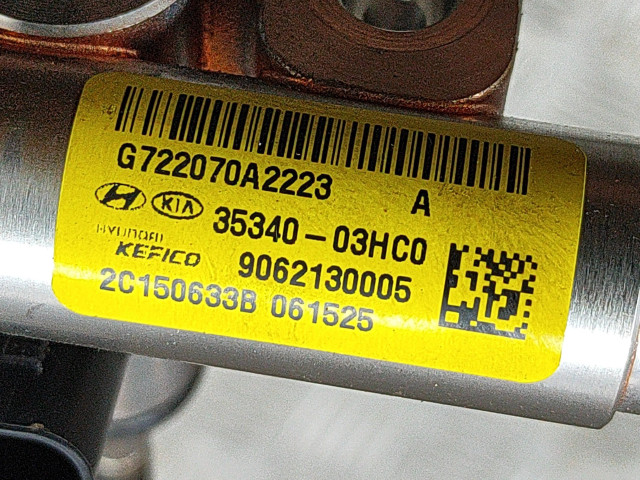 G722070A2223 A
KIA 35340-03HC0
HYUNDAI
KEFICO 9062130005
2C150633B 061525